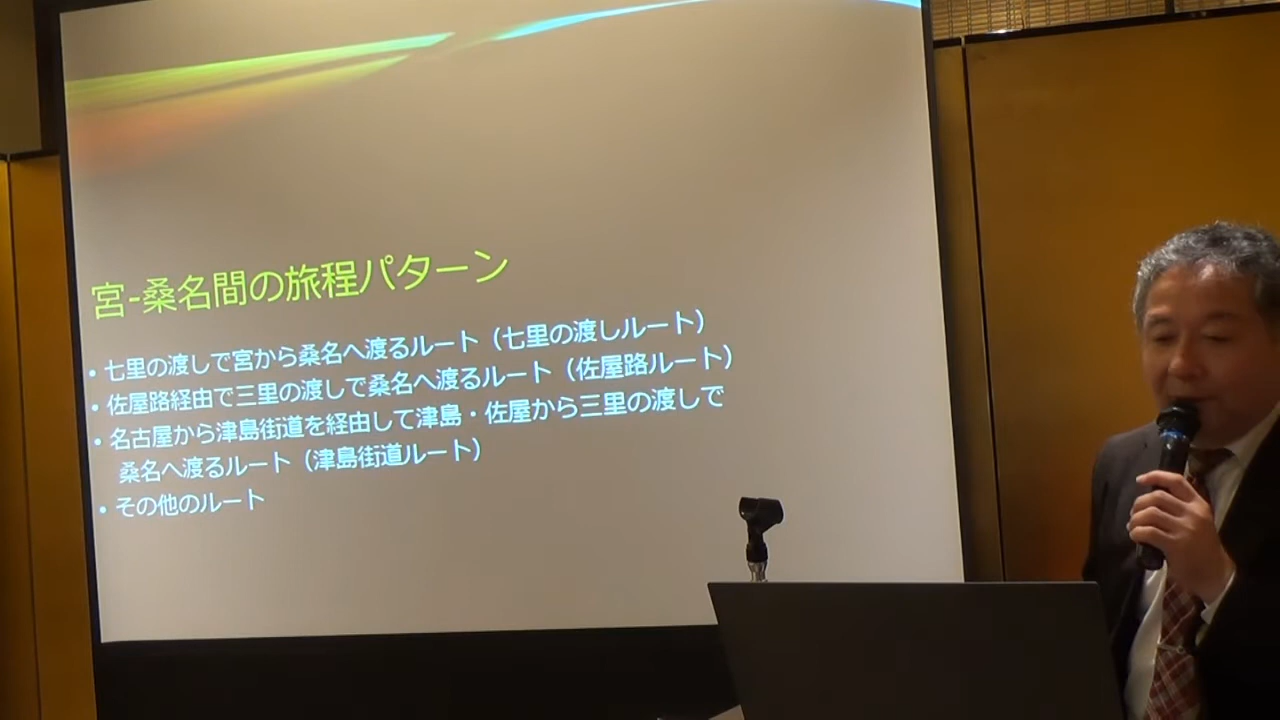 宮-桑名間の旅程パターン
・七里の渡しで宮から桑名へ渡るルート（七里の渡しルート）
・佐屋路経由で三里の渡しで桑名へ渡るルート（佐屋路ルート）
・名古屋から津島街道を経由して津島・佐屋から三里の渡しで
桑名へ渡るルート（津島街道ルート）
・その他のルート